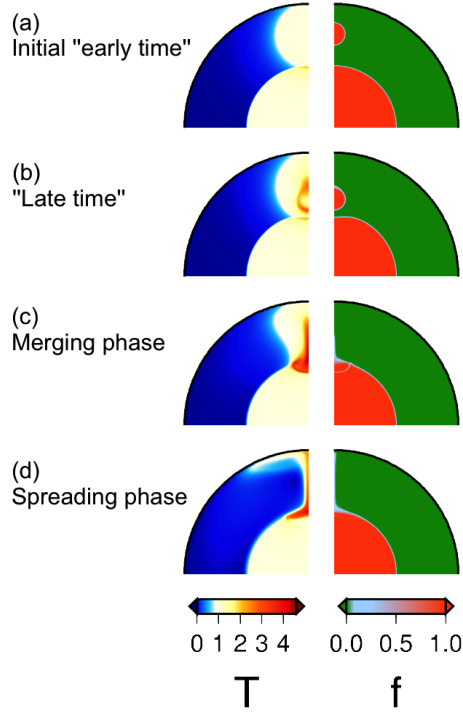 (a)
Initial "early time"
(b)
"Late time"
(c)
Merging phase
(d)
Spreading phase
0 1 2 3 4
0.0 0.5 1.0
T
f